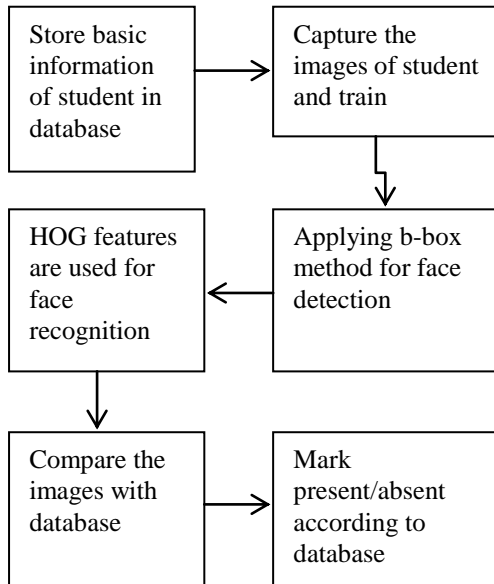 Store basic
information
of student in
database
Capture the
images of student
and train
Applying b-box
method for face
detection
HOG features
are used for
face
recognition
Compare the
images with
database
Mark
present/absent
according to
database